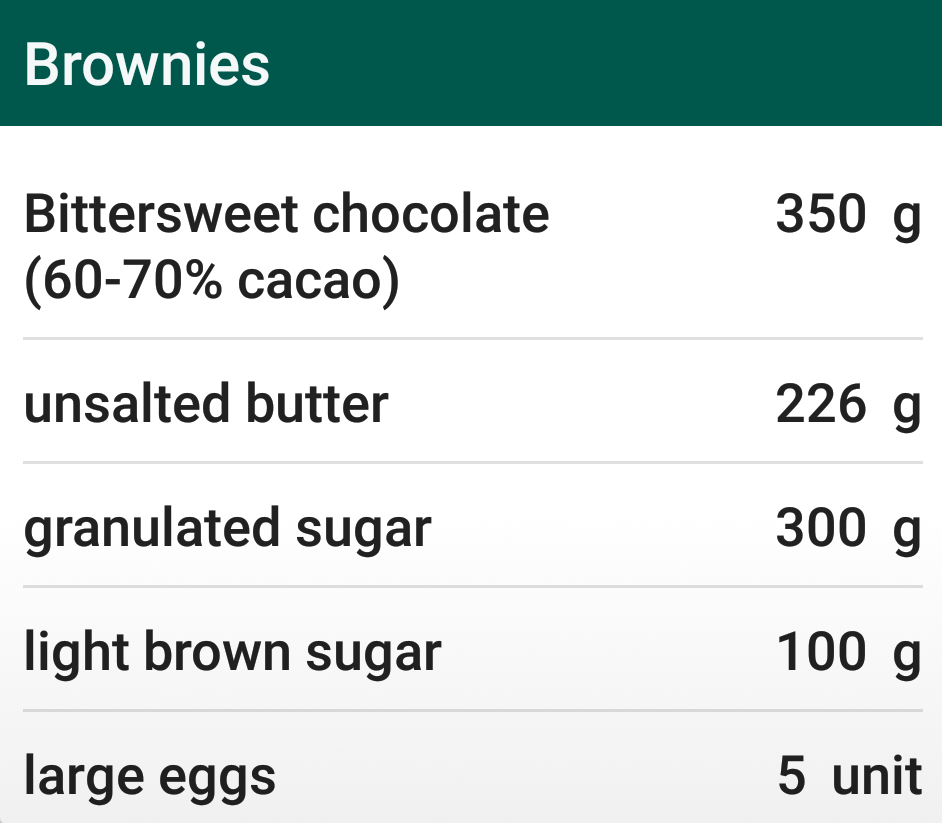 Brownies
Bittersweet chocolate 350 g
(60-70% cacao)
unsalted butter 226 g
granulated sugar 300 g
light brown sugar 100 g
large eggs 5 unit